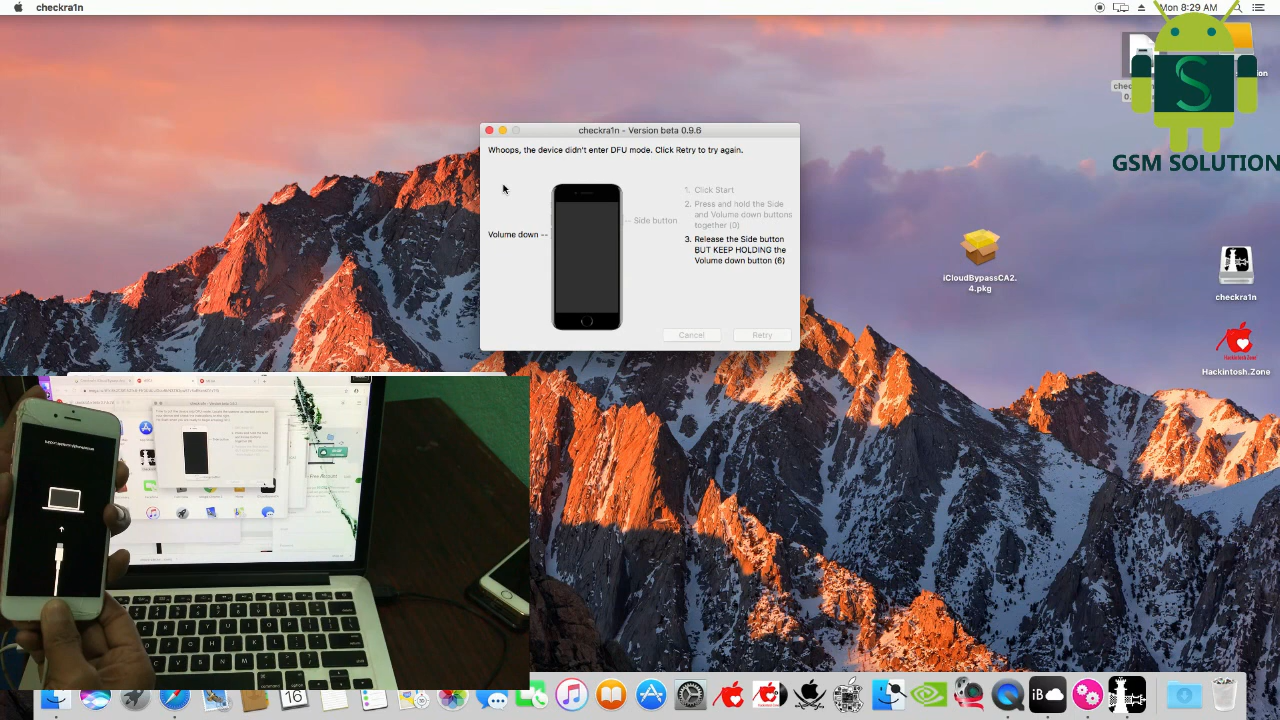 checkra1n
Mon 8:29 AM
GSM SOLUTION
checkra1n - Version beta 0.9.6
Whoops, the device didn't enter DFU mode. Click Retry to try again.
1. Click Start
2. Press and hold the Side
and Volume down buttons
together (0)
Side button
Volume down
3. Release the Side button
BUT KEEP HOLDING the
Volume down button (6)
Cancel
Retry
iCloudBypassCA2.
4.pkg
checkra1n
Hackintosh.Zone
16
iB